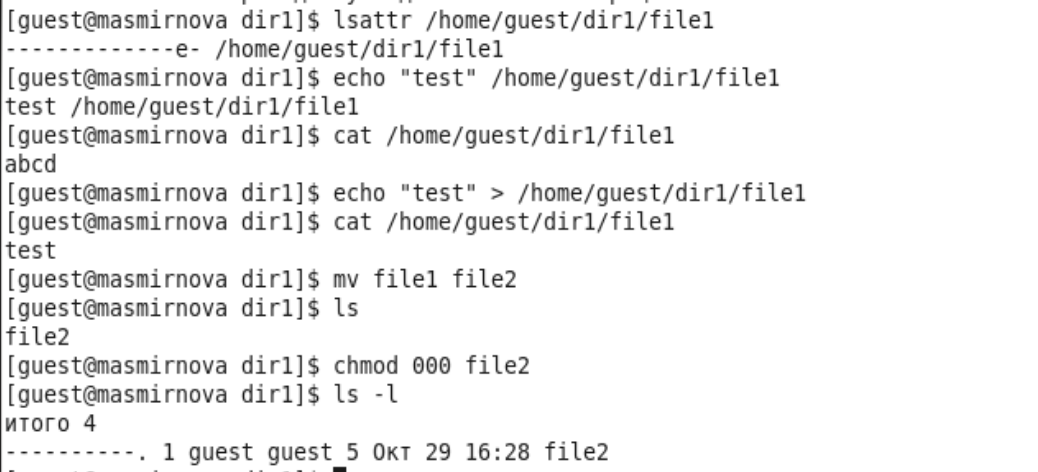 [guest@masmirnova dir1]$ lsattr /home/guest/dir1/file1
-------------e- /home/guest/dir1/file1
[guest@masmirnova dir1]$ echo "test" /home/guest/dir1/file1
test /home/guest/dir1/file1
[guest@masmirnova dir1]$ cat /home/guest/dir1/file1
abcd
[guest@masmirnova dir1]$ echo "test" > /home/guest/dir1/file1
[guest@masmirnova dir1]$ cat /home/guest/dir1/file1
test
[guest@masmirnova dir1]$ mv file1 file2
[guest@masmirnova dir1]$ ls
file2
[guest@masmirnova dir1]$ chmod 000 file2
[guest@masmirnova dir1]$ ls -l
итого 4
----------. 1 guest guest 5 Окт 29 16:28 file2